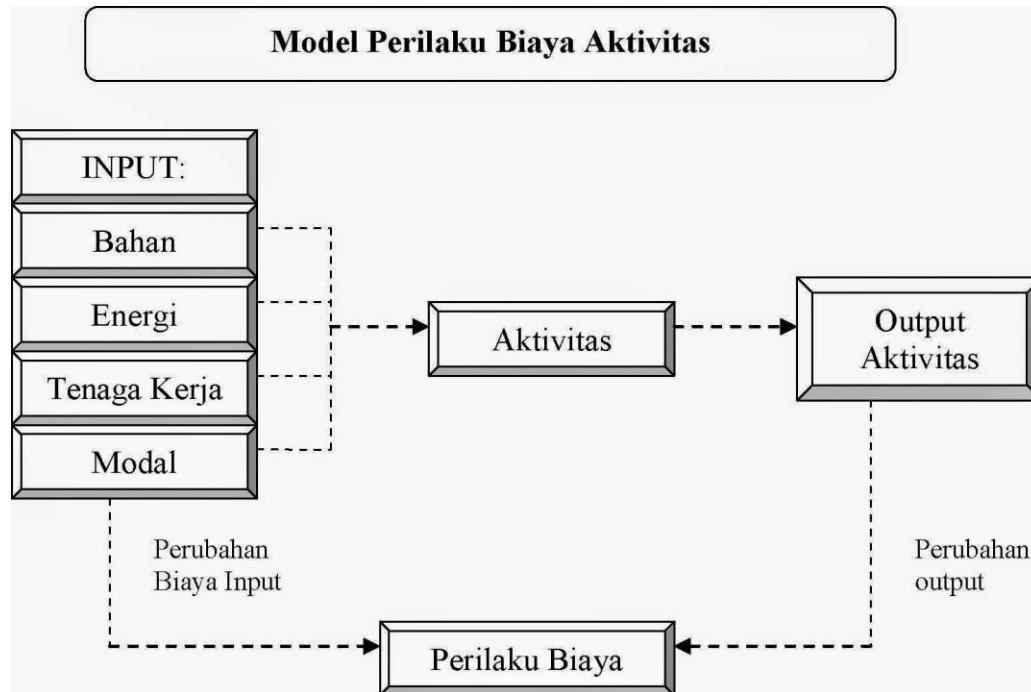 Model Perilaku Biaya Aktivitas
INPUT:
Bahan
Energi
Tenaga Kerja
Modal
Aktivitas
Output
Aktivitas
Perubahan
Biaya Input
Perubahan
output
Perilaku Biaya